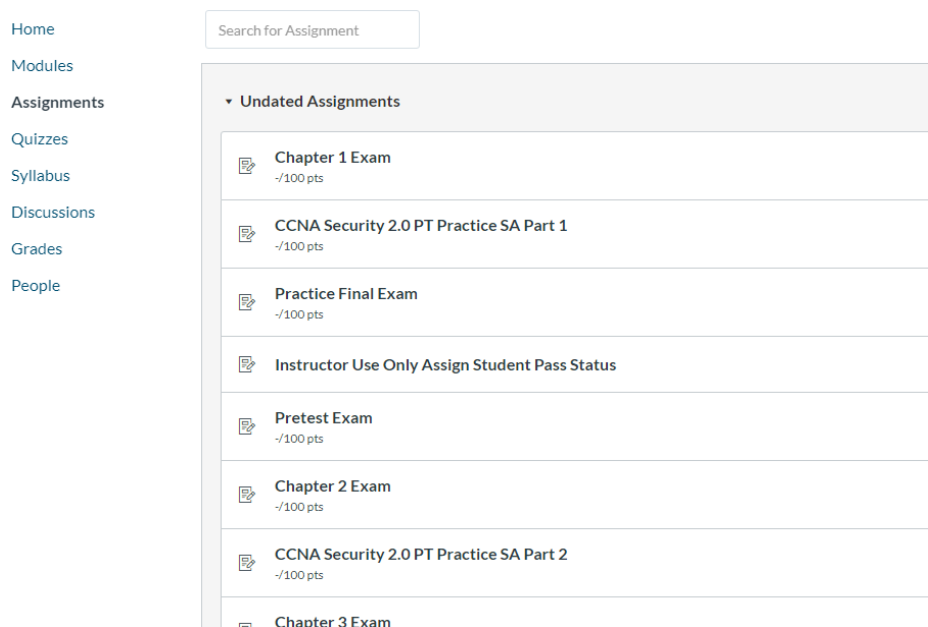 Home
Modules
Assignments
Quizzes
Syllabus
Discussions
Grades
People
Search for Assignment
Undated Assignments
Chapter 1 Exam
-/100 pts
CCNA Security 2.0 PT Practice SA Part 1
-/100 pts
Practice Final Exam
-/100 pts
Instructor Use Only Assign Student Pass Status
Pretest Exam
-/100 pts
Chapter 2 Exam
-/100 pts
CCNA Security 2.0 PT Practice SA Part 2
-/100 pts
Chapter 3 Exam